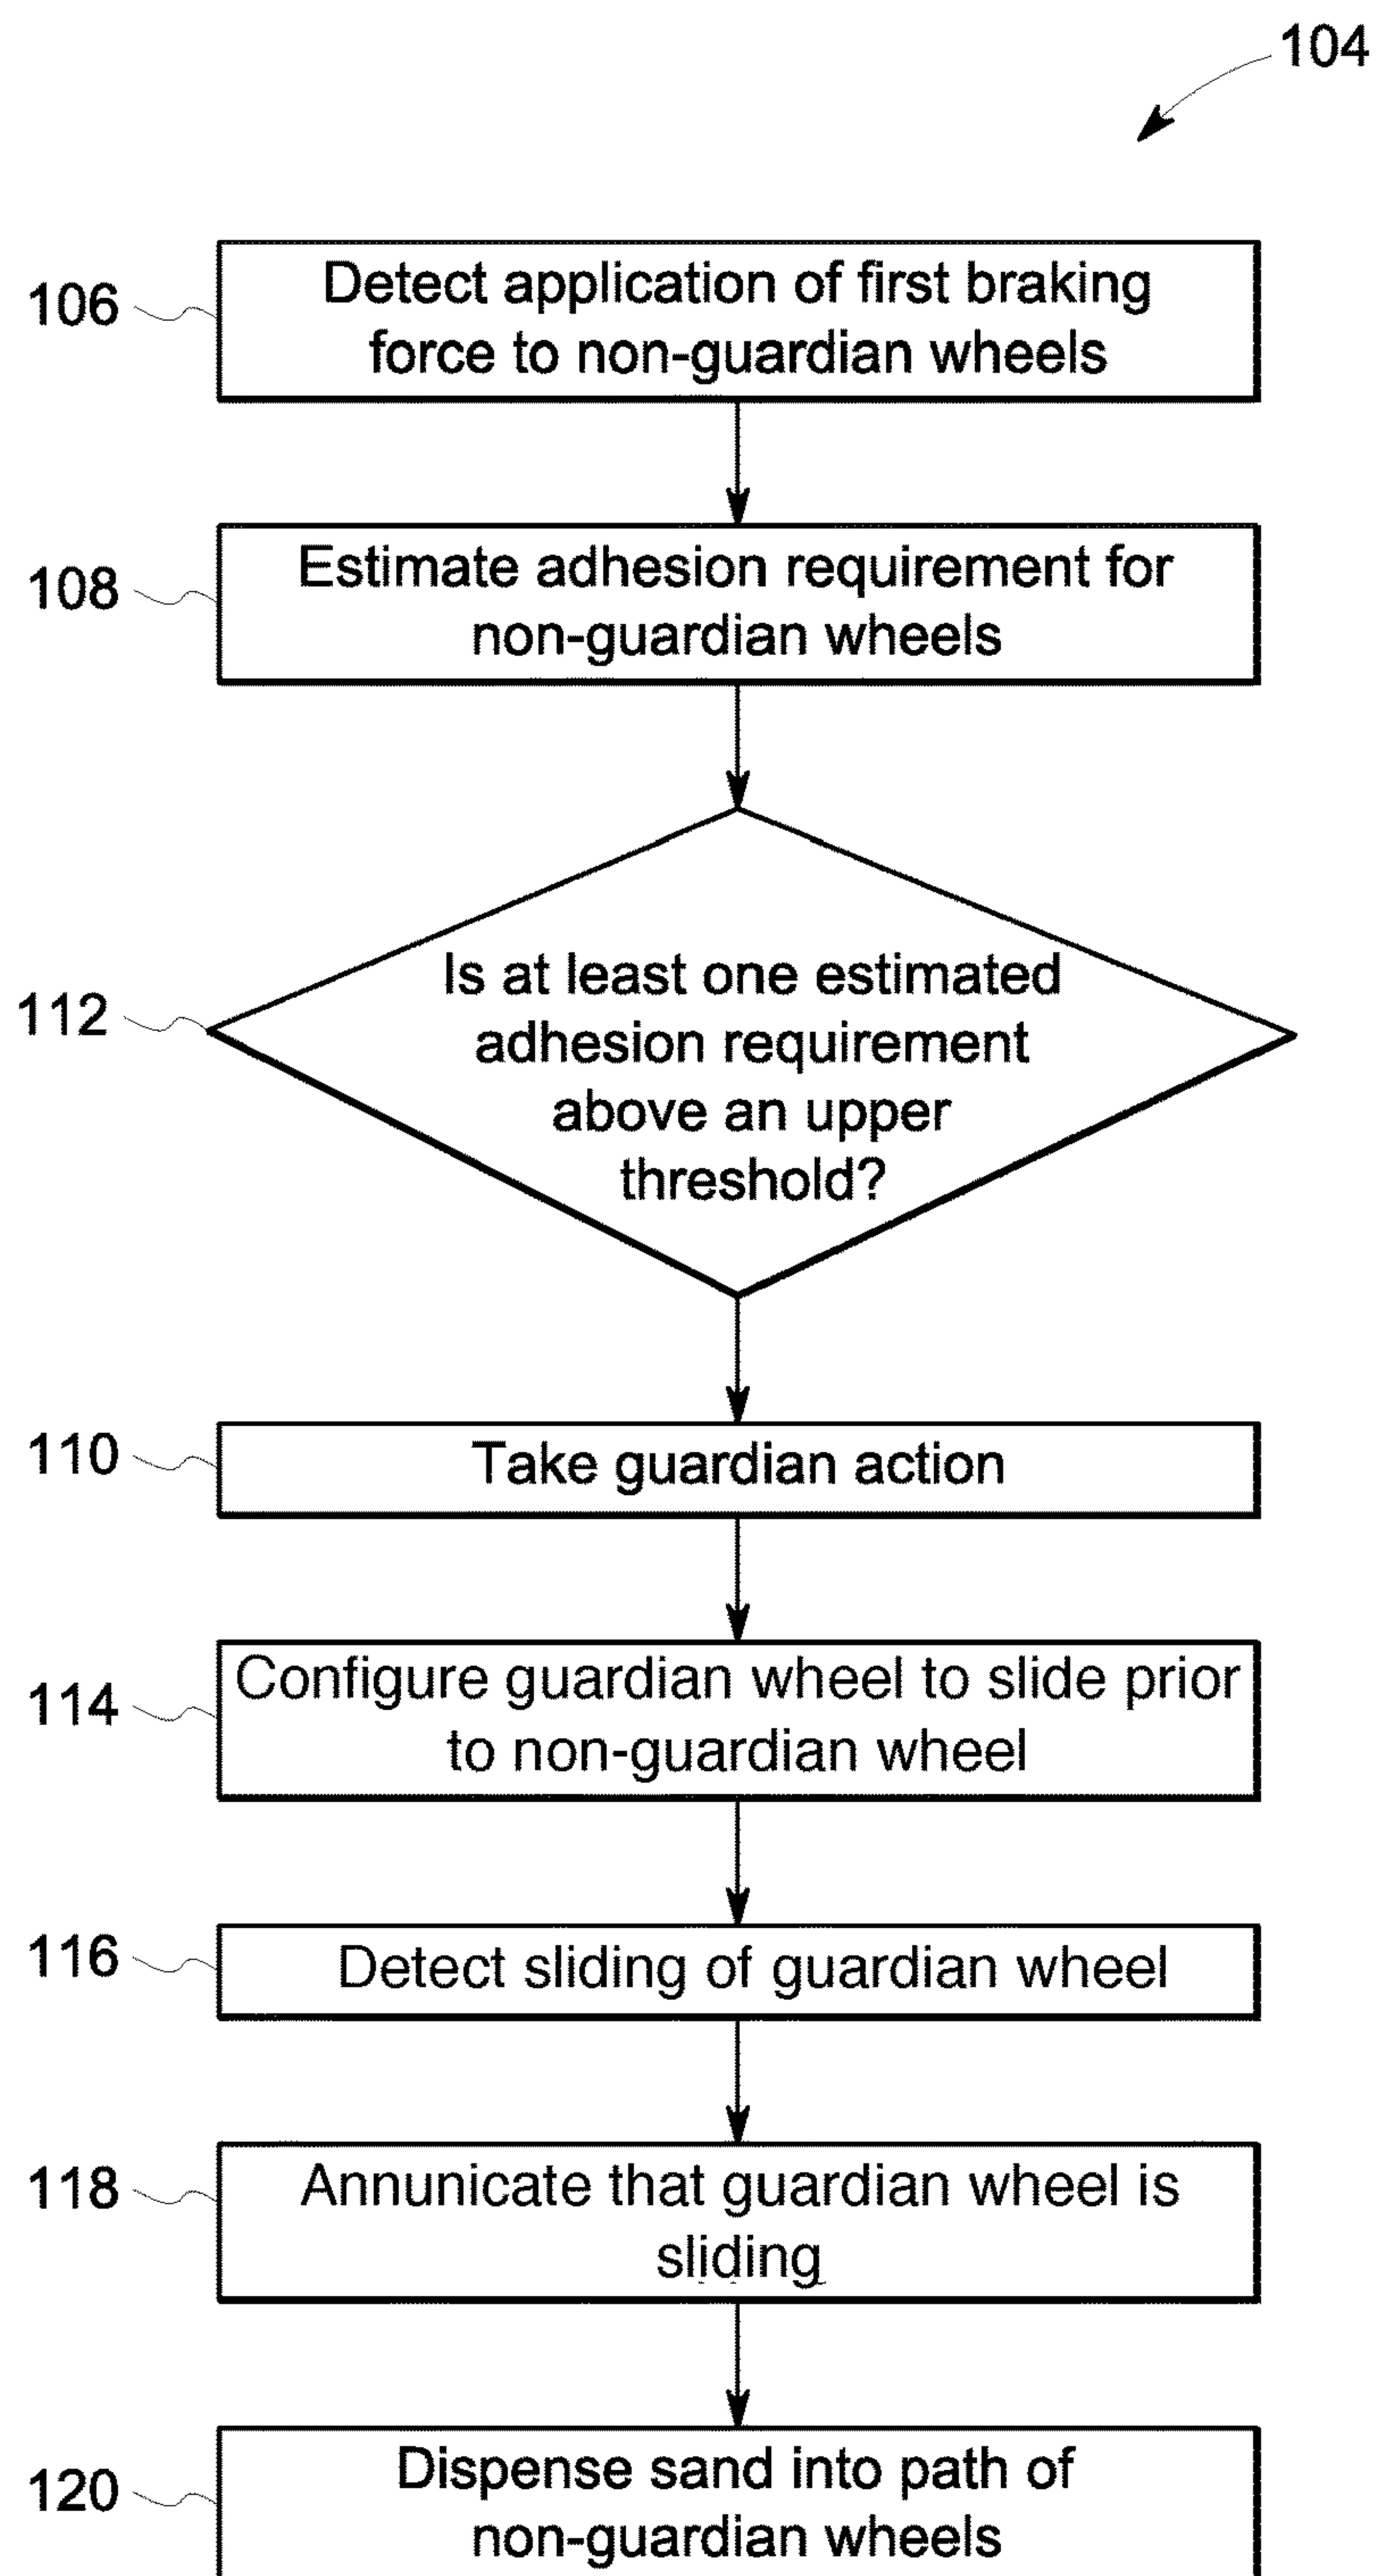 104
106
Detect application of first braking
force to non-guardian wheels
108
Estimate adhesion requirement for
non-guardian wheels
112
Is at least one estimated
adhesion requirement
above an upper
threshold?
110
Take guardian action
114
Configure guardian wheel to slide prior
to non-guardian wheel
116
Detect sliding of guardian wheel
118
Annunicate that guardian wheel is
sliding
120
Dispense sand into path of
non-guardian wheels